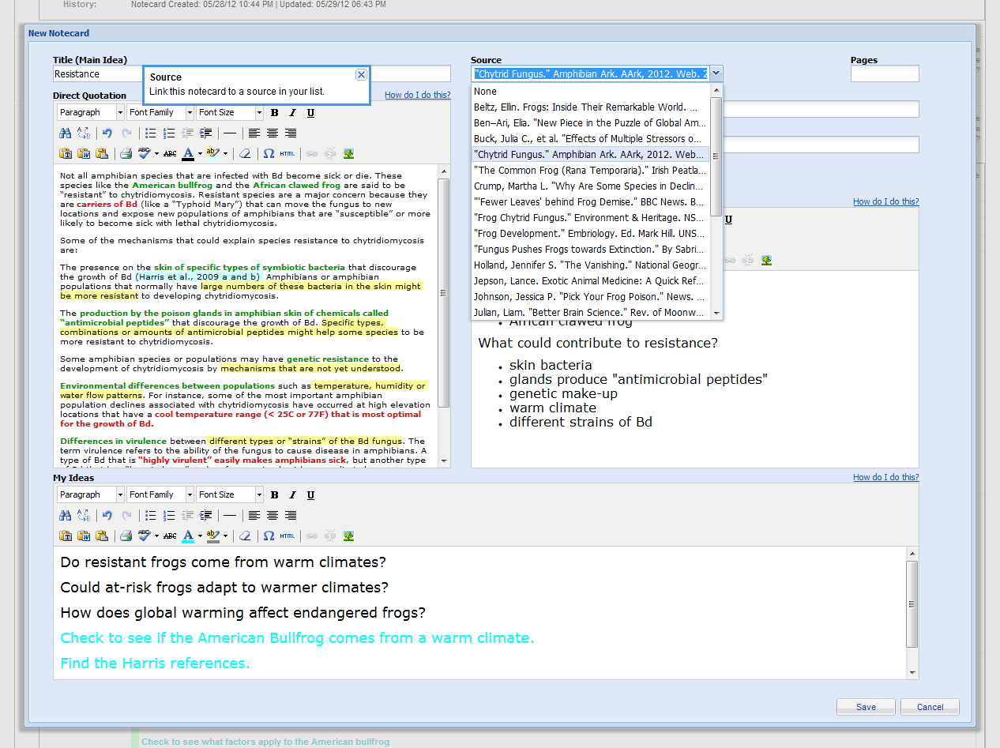 History: Notecard Created: 05/28/12 10:44 PM | Updated: 05/29/12 06:43 PM
New Notecard
Title (Main Idea)
Resistance
Source
Link this notecard to a source in your list.
Source
"Chytrid Fungus." Amphibian Ark. AArk, 2012. Web. 2
None
Beltz, Ellin. Frogs: Inside Their Remarkable World. ...
Ben–Ari, Elia. "New Piece in the Puzzle of Global Am...
Buck, Julia C., et al. "Effects of Multiple Stressors o...
"Chytrid Fungus." Amphibian Ark. AArk, 2012. Web...
"The Common Frog (Rana Temporaria)." Irish Peatla...
Crump, Martha L. "Why Are Some Species in Declin...
"'Fewer Leaves' behind Frog Demise." BBC News. B...
"Frog Chytrid Fungus." Environment & Heritage. NS...
"Frog Development." Embriology. Ed. Mark Hill. UNS...
"Fungus Pushes Frogs towards Extinction." By Sabri...
Holland, Jennifer S. "The Vanishing." National Geogr...
Jepson, Lance. Exotic Animal Medicine: A Quick Ref...
Johnson, Jessica P. "Pick Your Frog Poison." News. ...
Julian, Liam. "Better Brain Science." Rev. of Moonw...
Pages
Direct Quotation
How do I do this?
Paragraph Font Family Font Size B I U
ABC A ab Ω HTML
Not all amphibian species that are infected with Bd become sick or die. These
species like the American bullfrog and the African clawed frog are said to be
“resistant” to chytridiomycosis. Resistant species are a major concern because they
are carriers of Bd (like a “Typhoid Mary”) that can move the fungus to new
locations and expose new populations of amphibians that are “susceptible” or more
likely to become sick with lethal chytridiomycosis.
Some of the mechanisms that could explain species resistance to chytridiomycosis
are:
The presence on the skin of specific types of symbiotic bacteria that discourage
the growth of Bd (Harris et al., 2009 a and b) Amphibians or amphibian
populations that normally have large numbers of these bacteria in the skin might
be more resistant to developing chytridiomycosis.
The production by the poison glands in amphibian skin of chemicals called
“antimicrobial peptides” that discourage the growth of Bd. Specific types,
combinations or amounts of antimicrobial peptides might help some species to be
more resistant to chytridiomycosis.
Some amphibian species or populations may have genetic resistance to the
development of chytridiomycosis by mechanisms that are not yet understood.
Environmental differences between populations such as temperature, humidity or
water flow patterns. For instance, some of the most important amphibian
population declines associated with chytridiomycosis have occurred at high elevation
locations that have a cool temperature range (< 25C or 77F) that is most optimal
for the growth of Bd.
Differences in virulence between different types or “strains” of the Bd fungus. The
term virulence refers to the ability of the fungus to cause disease in amphibians. A
type of Bd that is “highly virulent” easily makes amphibians sick, but another type
How do I do this?
U
African clawed frog
What could contribute to resistance?
skin bacteria
glands produce "antimicrobial peptides"
genetic make-up
warm climate
different strains of Bd
My Ideas
How do I do this?
Paragraph Font Family Font Size B I U
ABC A ab Ω HTML
Do resistant frogs come from warm climates?
Could at-risk frogs adapt to warmer climates?
How does global warming affect endangered frogs?
Check to see if the American Bullfrog comes from a warm climate.
Find the Harris references.
Save Cancel
Check to see what factors apply to the American bullfrog